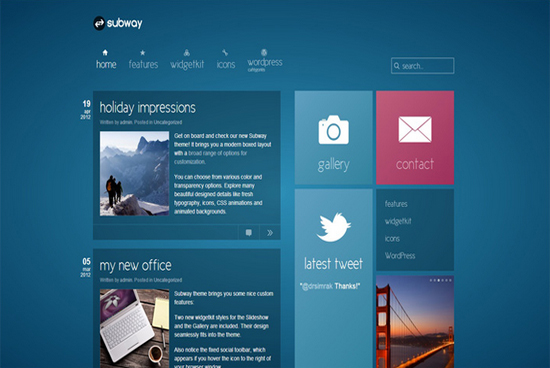 subway
home
features
widgetkit
icons
wordpress
search...
19
apr
2012
holiday impressions
Written by admin. Posted in Uncategorized
Get on board and check our new Subway
theme! It brings you a modern boxed layout
with a broad range of options for
customization.
You can choose from various color and
transparency options. Explore many
beautiful designed details like fresh
typography, icons, CSS animations and
animated backgrounds.
gallery
contact
latest tweet
"@drsimrak Thanks!"
features
widgetkit
icons
WordPress
05
mar
2012
my new office
Written by admin. Posted in Uncategorized
Subway theme brings you some nice custom
features:
Two new widgetkit styles for the Slideshow
and the Gallery are included. Their design
seamlessly fits into the theme.
Also notice the fixed social toolbar, which
appears if you hover the icon to the right of
your browser window.